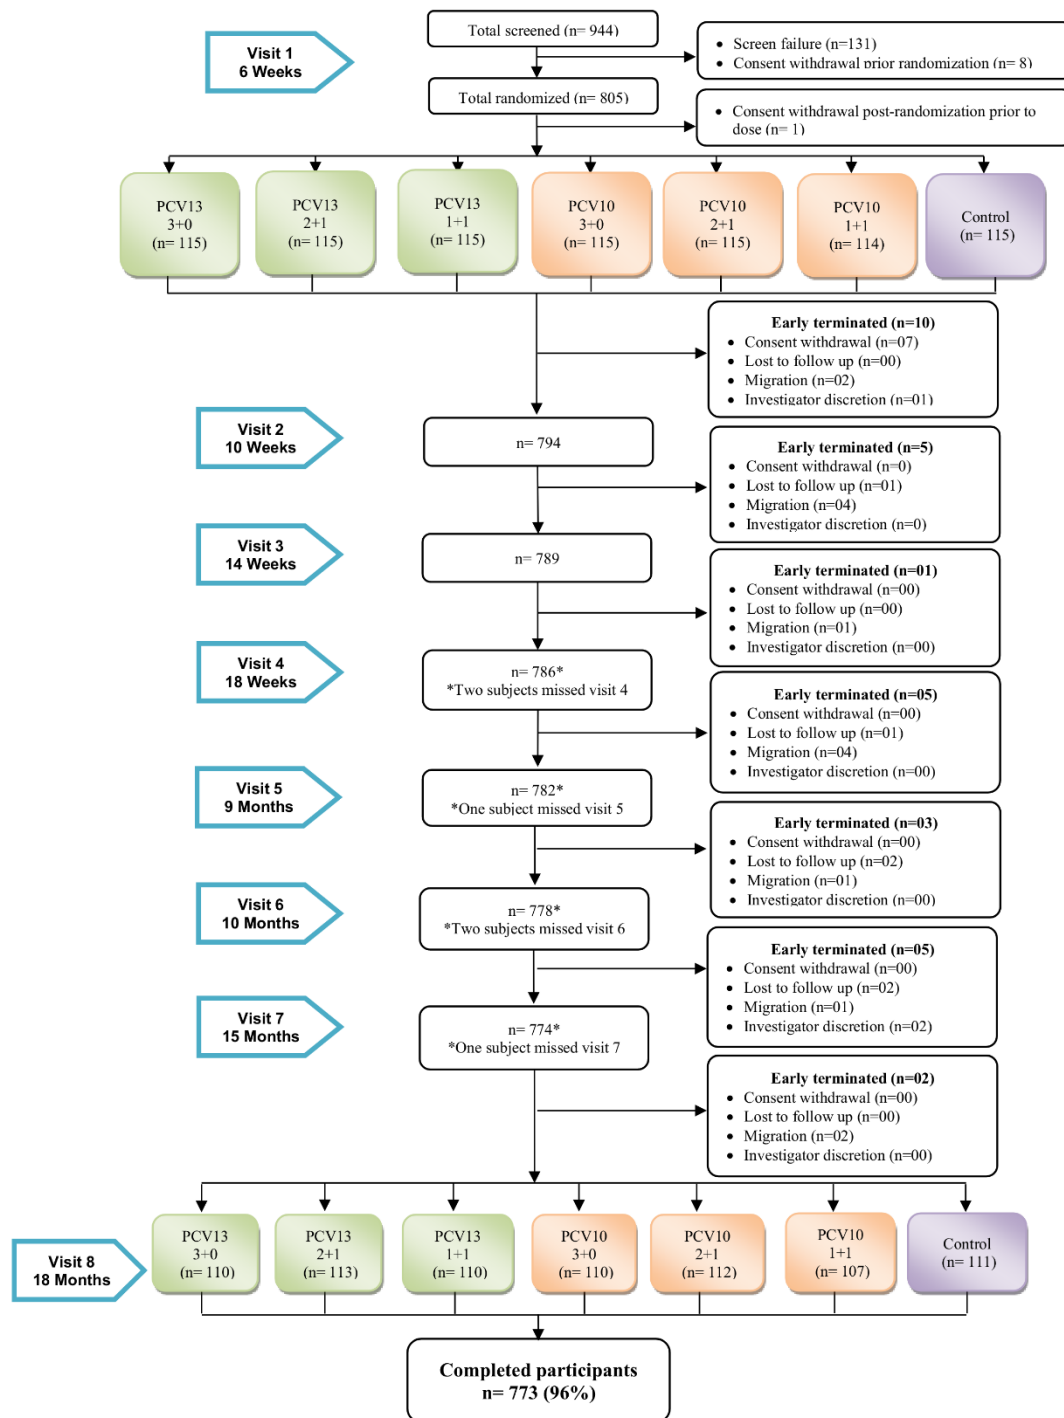 Visit 1
6 Weeks
Total screened (n= 944)
• Screen failure (n=131)
• Consent withdrawal prior randomization (n= 8)
Total randomized (n = 805)
• Consent withdrawal post-randomization prior to
dose (n= 1)
PCV13
3+0
(n= 115)
PCV13
2+1
(n= 115)
PCV13
1+1
(n= 115)
PCV10
3+0
(n= 115)
PCV10
2+1
(n= 115)
PCV10
1+1
(n= 114)
Control
(n= 115)
Early terminated (n=10)
• Consent withdrawal (n=07)
• Lost to follow up (n=00)
• Migration (n=02)
• Investigator discretion (n=01)
Visit 2
10 Weeks
n= 794
Early terminated (n=5)
• Consent withdrawal (n=0)
• Lost to follow up (n=01)
• Migration (n=04)
• Investigator discretion (n=0)
Visit 3
14 Weeks
n= 789
Early terminated (n=01)
• Consent withdrawal (n=00)
• Lost to follow up (n=00)
• Migration (n=01)
• Investigator discretion (n=00)
Visit 4
18 Weeks
n= 786*
*Two subjects missed visit 4
Early terminated (n=05)
• Consent withdrawal (n=00)
• Lost to follow up (n=01)
• Migration (n=04)
• Investigator discretion (n=00)
Visit 5
9 Months
n= 782*
*One subject missed visit 5
Early terminated (n=03)
• Consent withdrawal (n=00)
• Lost to follow up (n=02)
• Migration (n=01)
• Investigator discretion (n=00)
Visit 6
10 Months
n= 778*
*Two subjects missed visit 6
Early terminated (n=05)
• Consent withdrawal (n=00)
• Lost to follow up (n=02)
• Migration (n=01)
• Investigator discretion (n=02)
Visit 7
15 Months
n= 774*
*One subject missed visit 7
Early terminated (n=02)
• Consent withdrawal (n=00)
• Lost to follow up (n=00)
• Migration (n=02)
• Investigator discretion (n=00)
Visit 8
18 Months
PCV13
3+0
(n= 110)
PCV13
2+1
(n= 113)
PCV13
1+1
(n= 110)
PCV10
3+0
(n= 110)
PCV10
2+1
(n= 112)
PCV10
1+1
(n= 107)
Control
(n= 111)
Completed participants
n= 773 (96%)